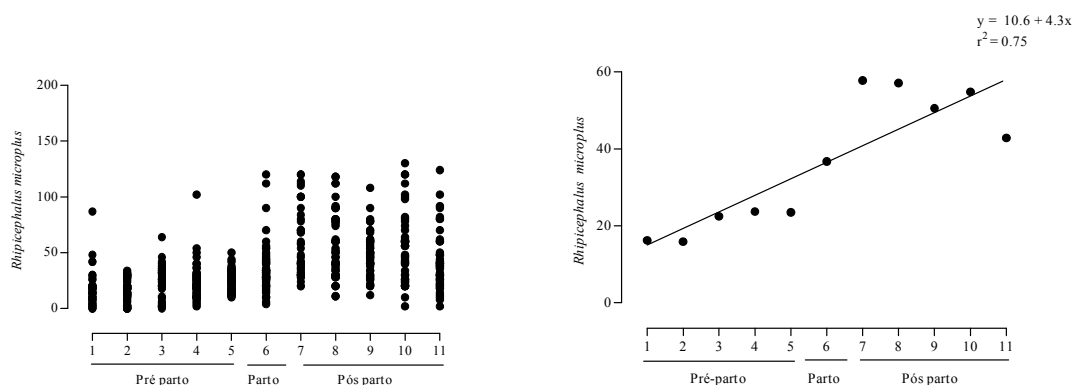 y = 10.6 + 4.3x
r² = 0.75
Rhipicephalus microplus
200
150
100
50
0
1 2 3 4 5 6 7 8 9 10 11
Pré parto Parto Pós parto
Rhipicephalus microplus
60
40
20
0
1 2 3 4 5 6 7 8 9 10 11
Pré-parto Parto Pós parto